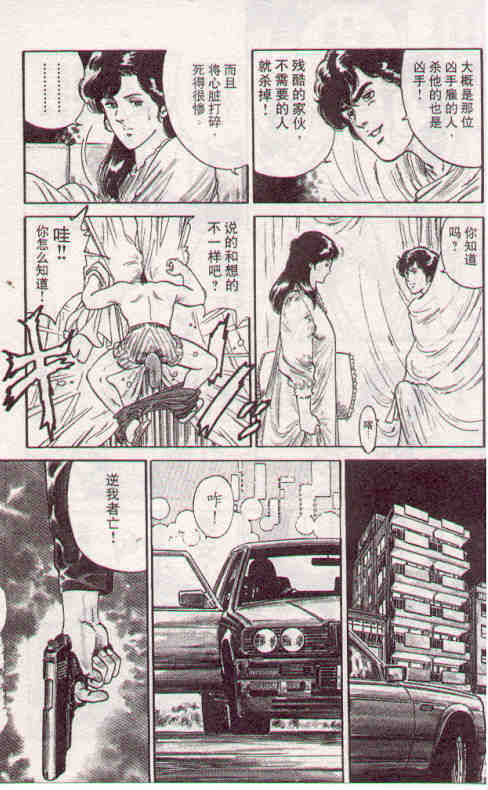 大概是那位
凶手雇的人，
杀他的也是
凶手！
残酷的家伙，
不需要的人
就杀掉！
而且
将心脏打碎，
死得很惨。
…………
…………
你知道
吗？
喀
说的和想的
不一样吧？
哇!!
你怎么知道！
咋！
逆我者亡！